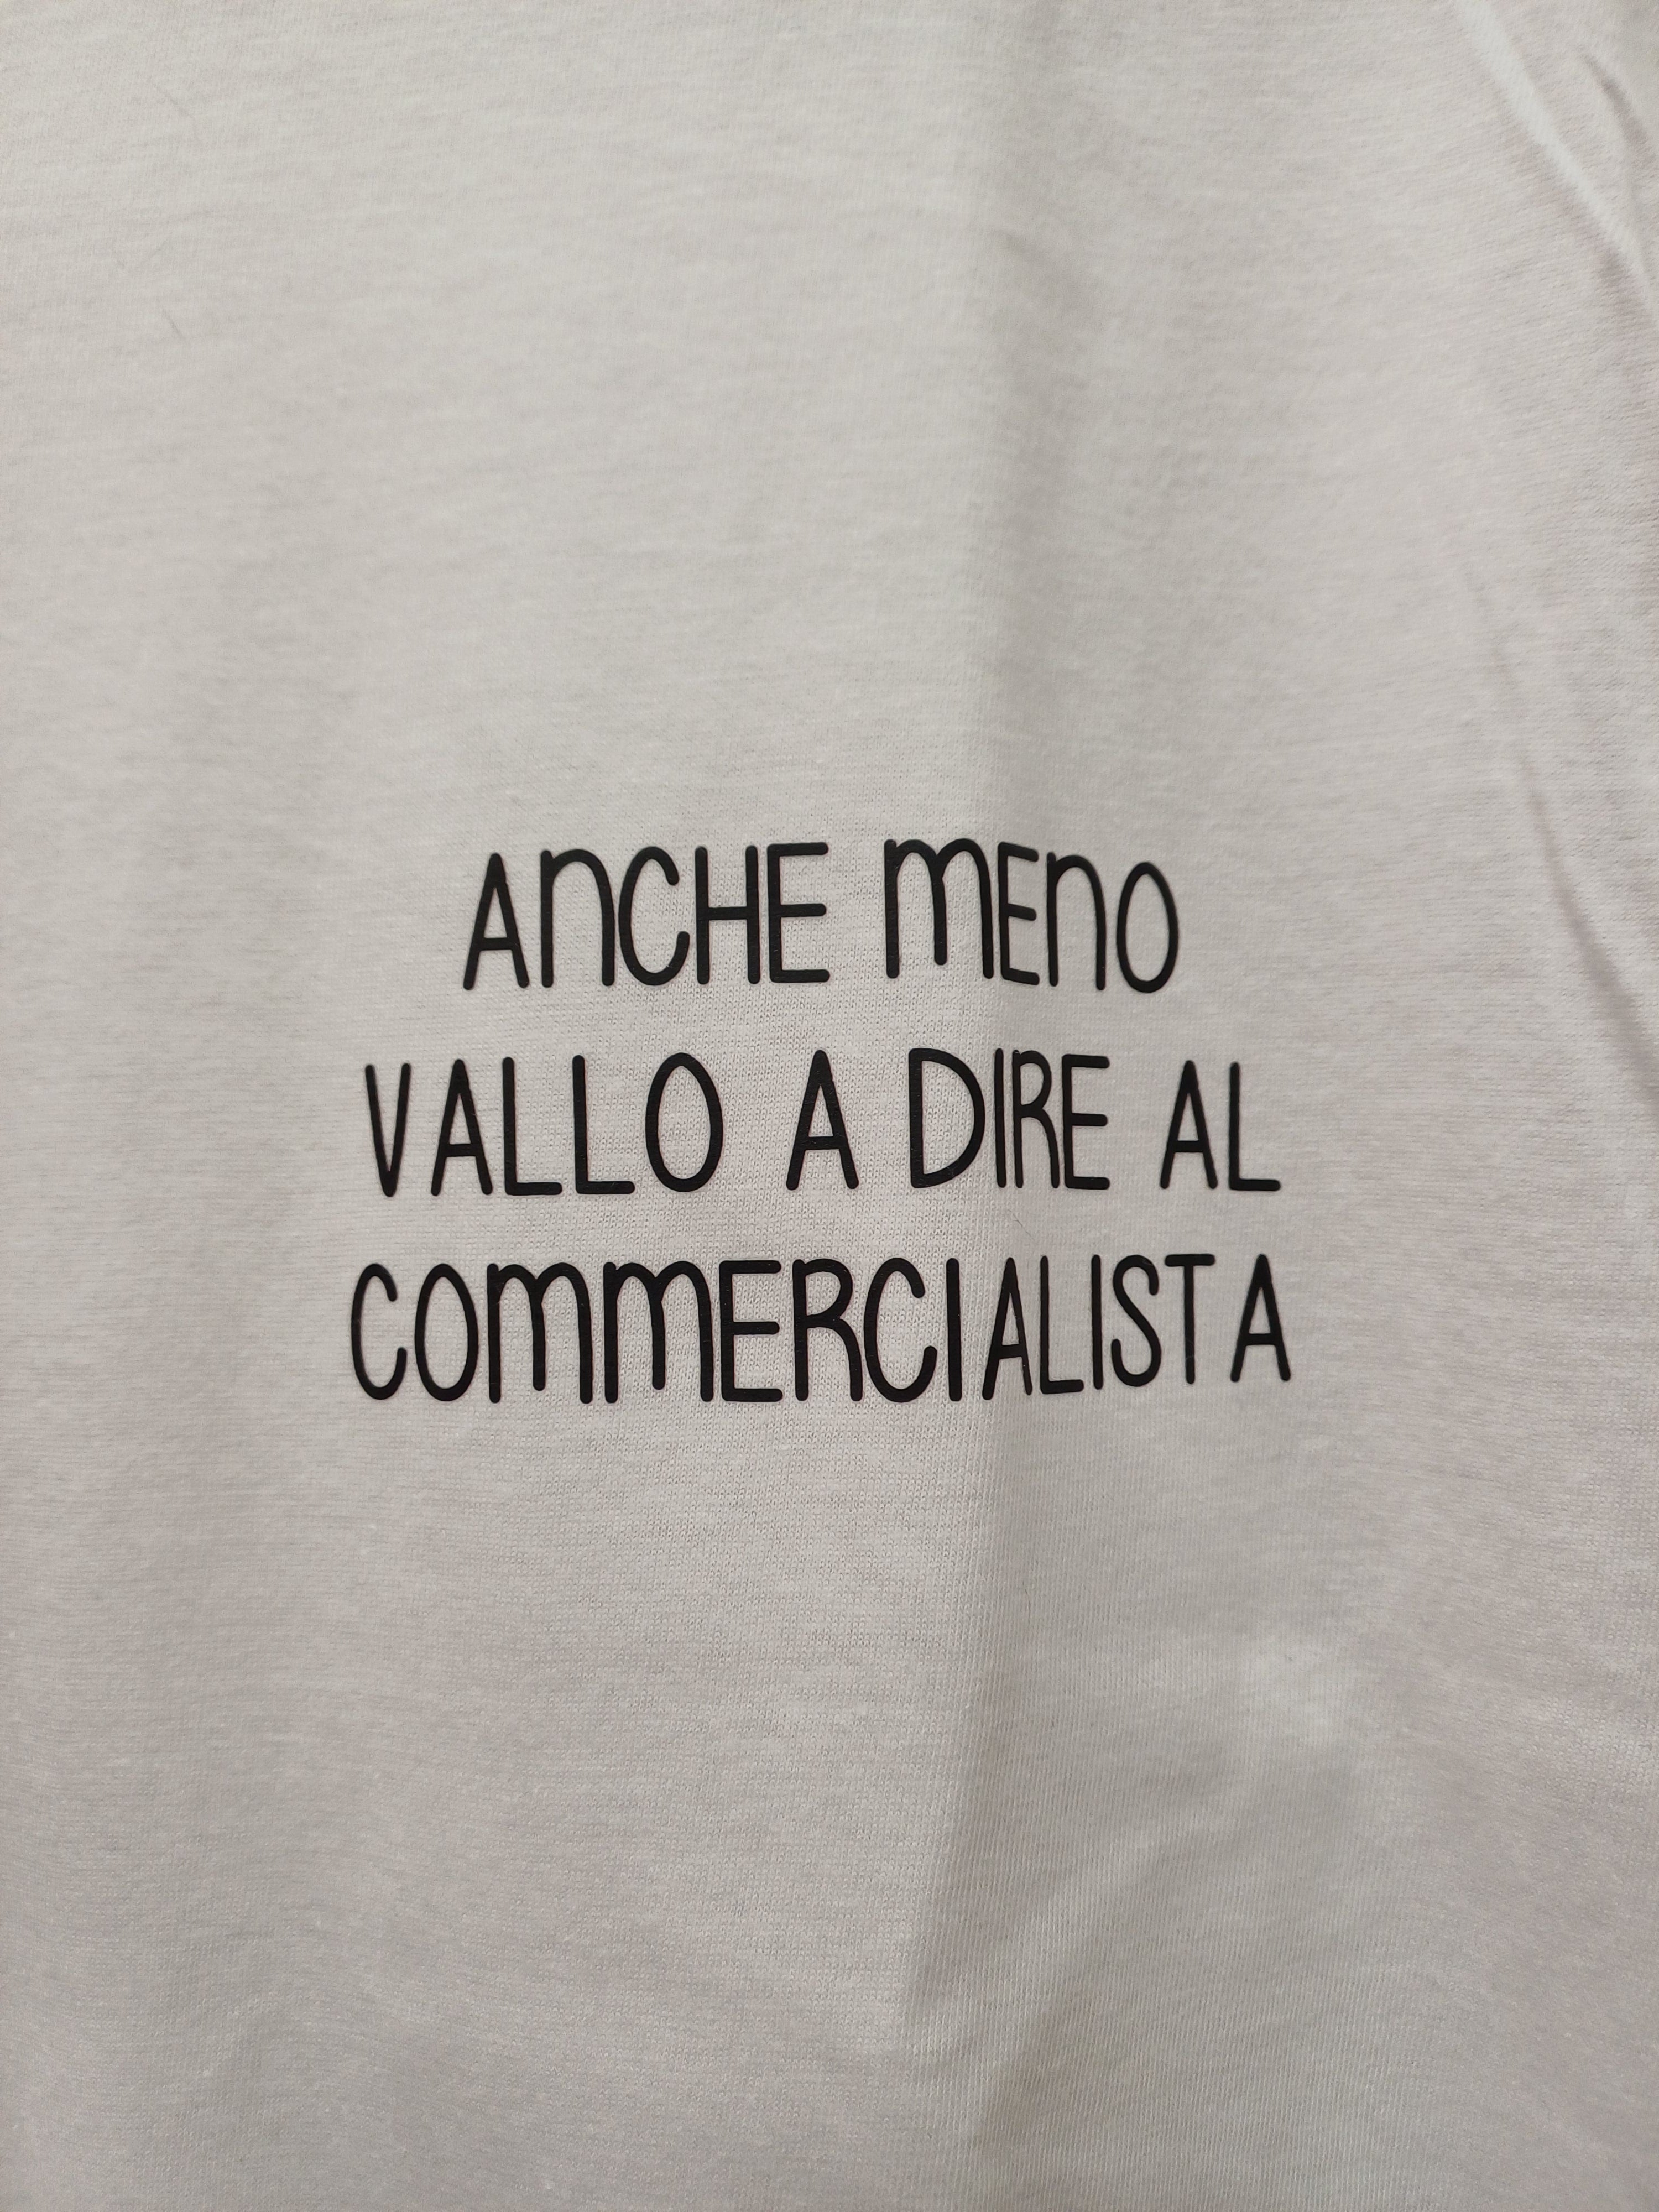 ANCHE MENO
VALLO A DIRE AL
COMMERCIALISTA